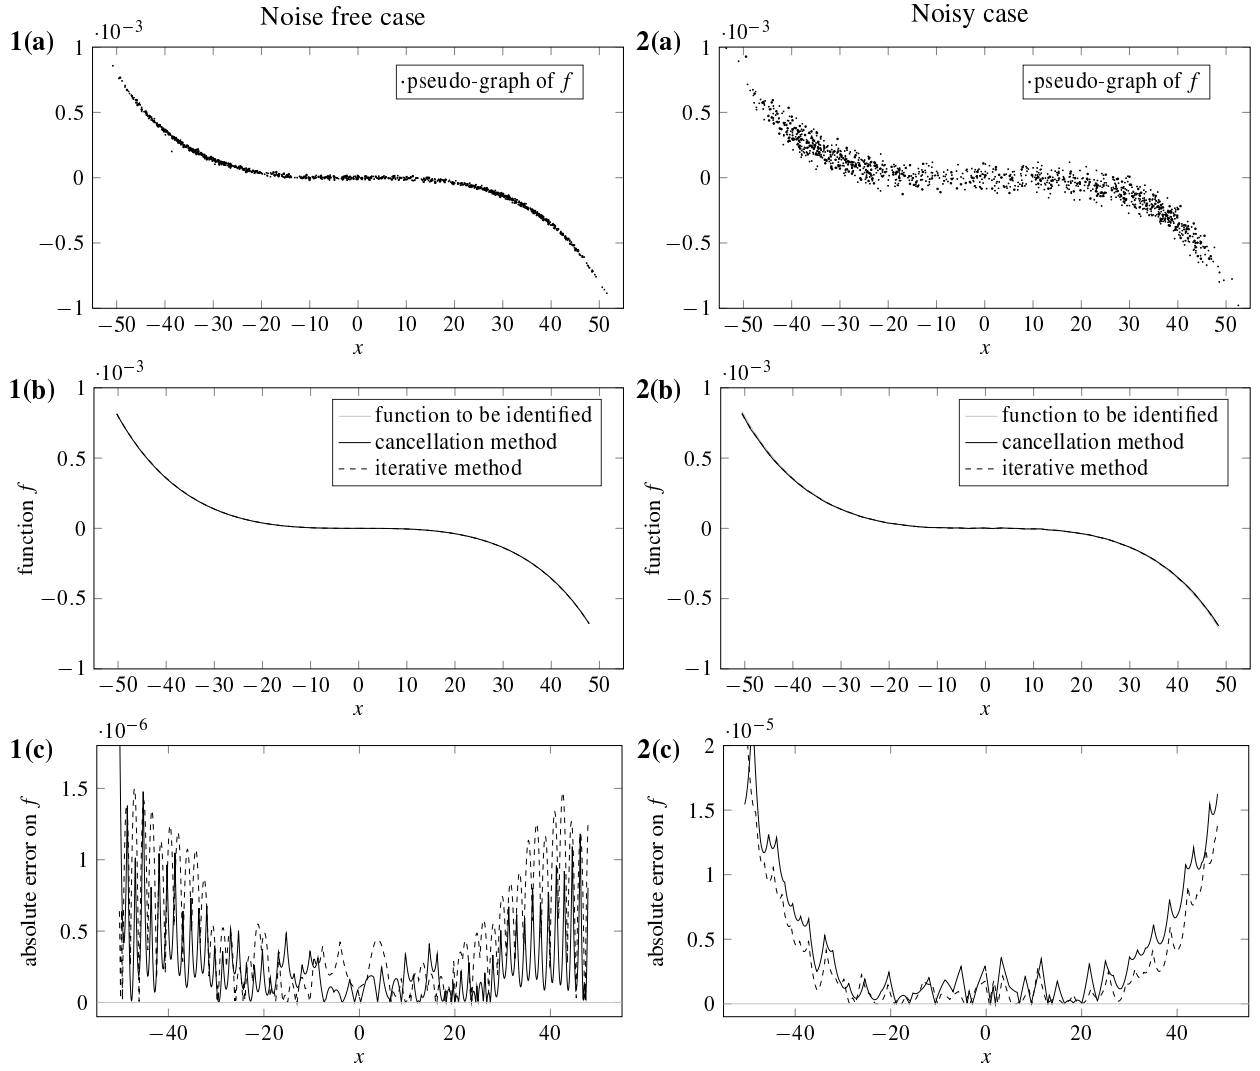 Noise free case
1(a)
·10−3
1
0.5
0
−0.5
−1
·pseudo-graph of f
−50 −40 −30 −20 −10 0 10 20 30 40 50
x
Noisy case
2(a)
·10−3
1
0.5
0
−0.5
−1
·pseudo-graph of f
−50 −40 −30 −20 −10 0 10 20 30 40 50
x
1(b)
·10−3
1
0.5
0
−0.5
−1
function f
function to be identified
cancellation method
iterative method
−50 −40 −30 −20 −10 0 10 20 30 40 50
x
2(b)
·10−3
1
0.5
0
−0.5
−1
function f
function to be identified
cancellation method
iterative method
−50 −40 −30 −20 −10 0 10 20 30 40 50
x
1(c)
·10−6
1.5
1
0.5
0
absolute error on f
−40 −20 0 20 40
x
2(c)
·10−5
2
1.5
1
0.5
0
absolute error on f
−40 −20 0 20 40
x